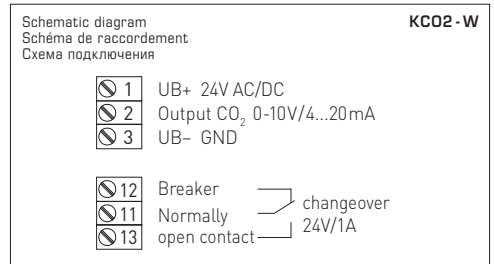 Schematic diagram KCO2-W
Schéma de raccordement
Схема подключения
1 UB+ 24V AC/DC
2 Output CO₂ 0-10V/4...20mA
3 UB– GND
12 Breaker
changeover
11 Normally
24V/1A
13 open contact